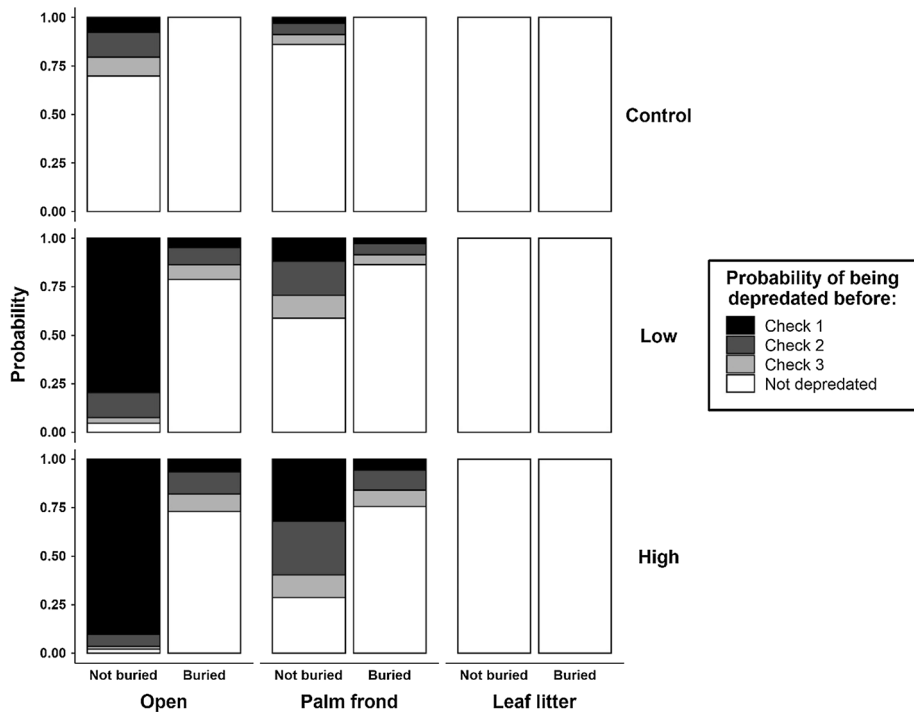 1.00
0.75
0.50
0.25
0.00
Control
1.00
0.75
0.50
0.25
0.00
Low
1.00
0.75
0.50
0.25
0.00
High
Probability
Not buried Buried Not buried Buried Not buried Buried
Open Palm frond Leaf litter
Probability of being
depredated before:
Check 1
Check 2
Check 3
Not depredated